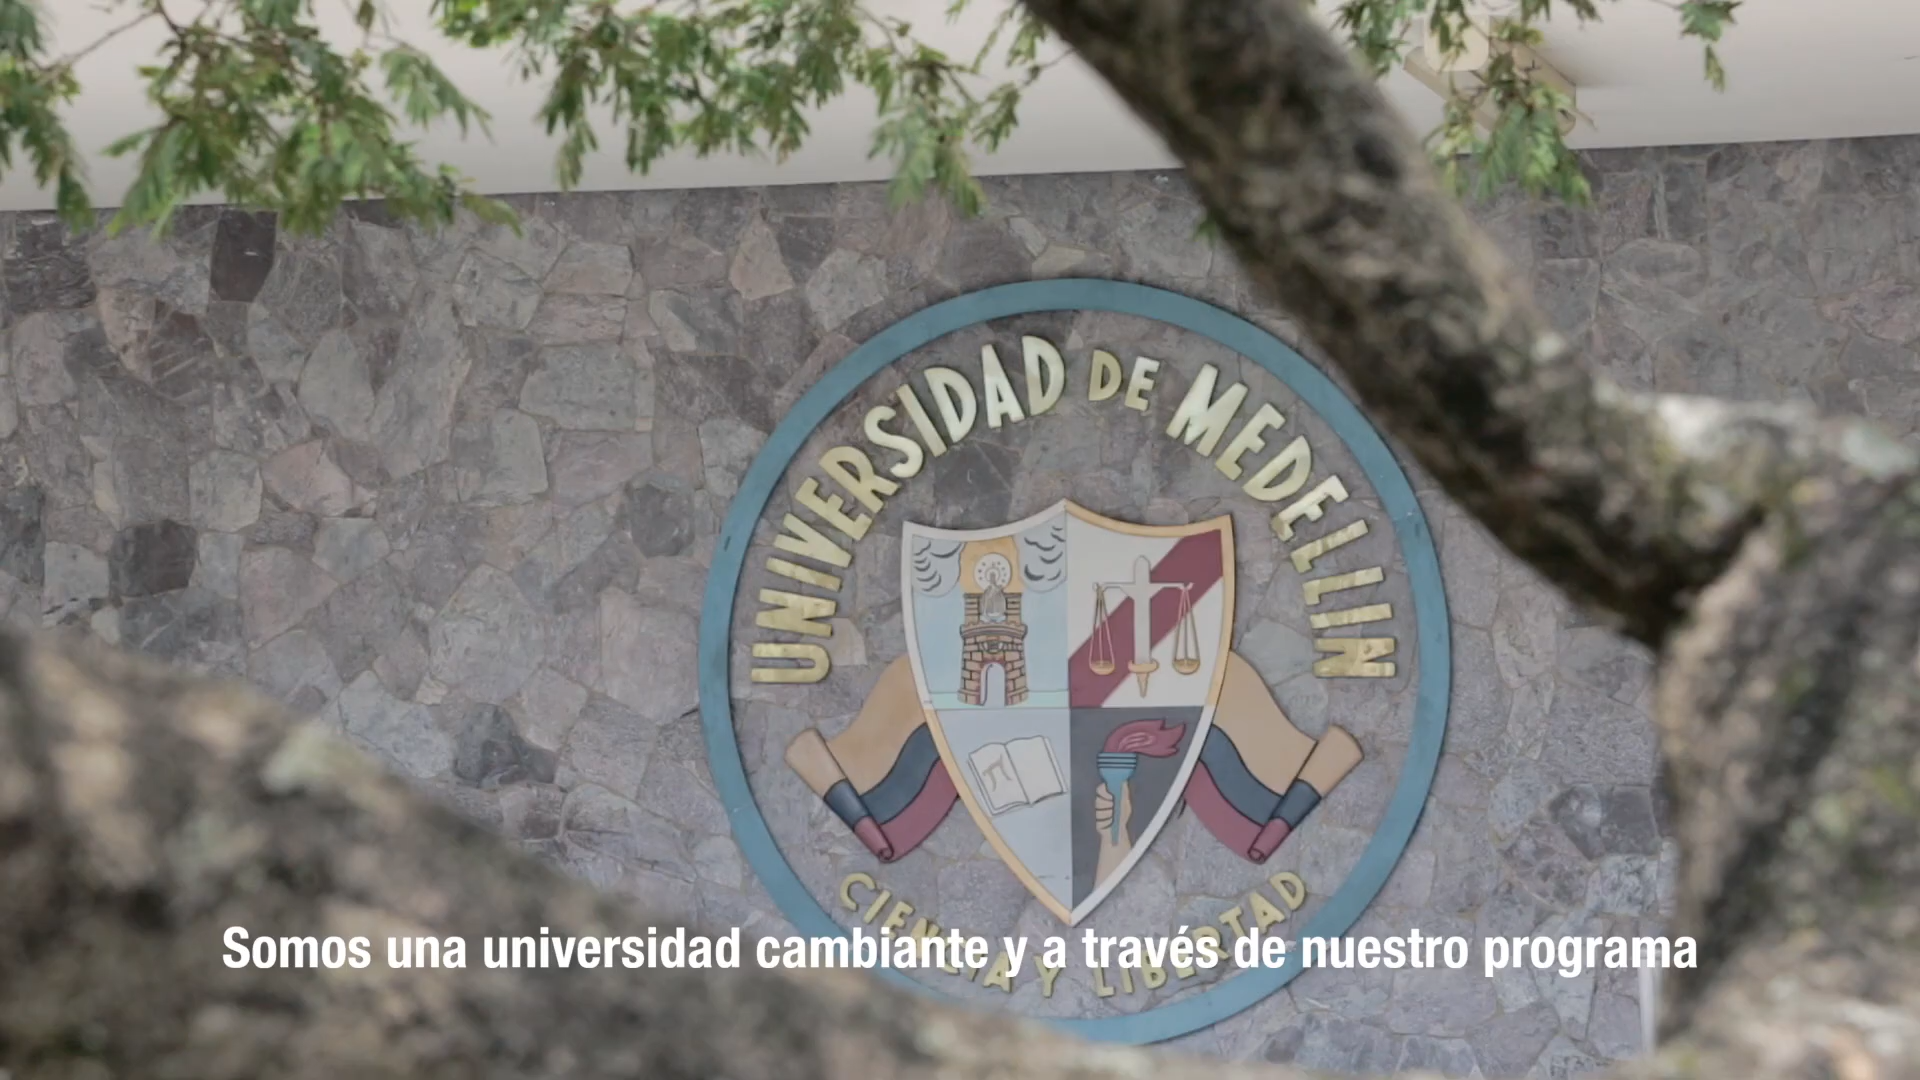 UNIVERSIDAD DE MEDELLIN
CIENCIA Y LIBERTAD
Somos una universidad cambiante y a través de nuestro programa